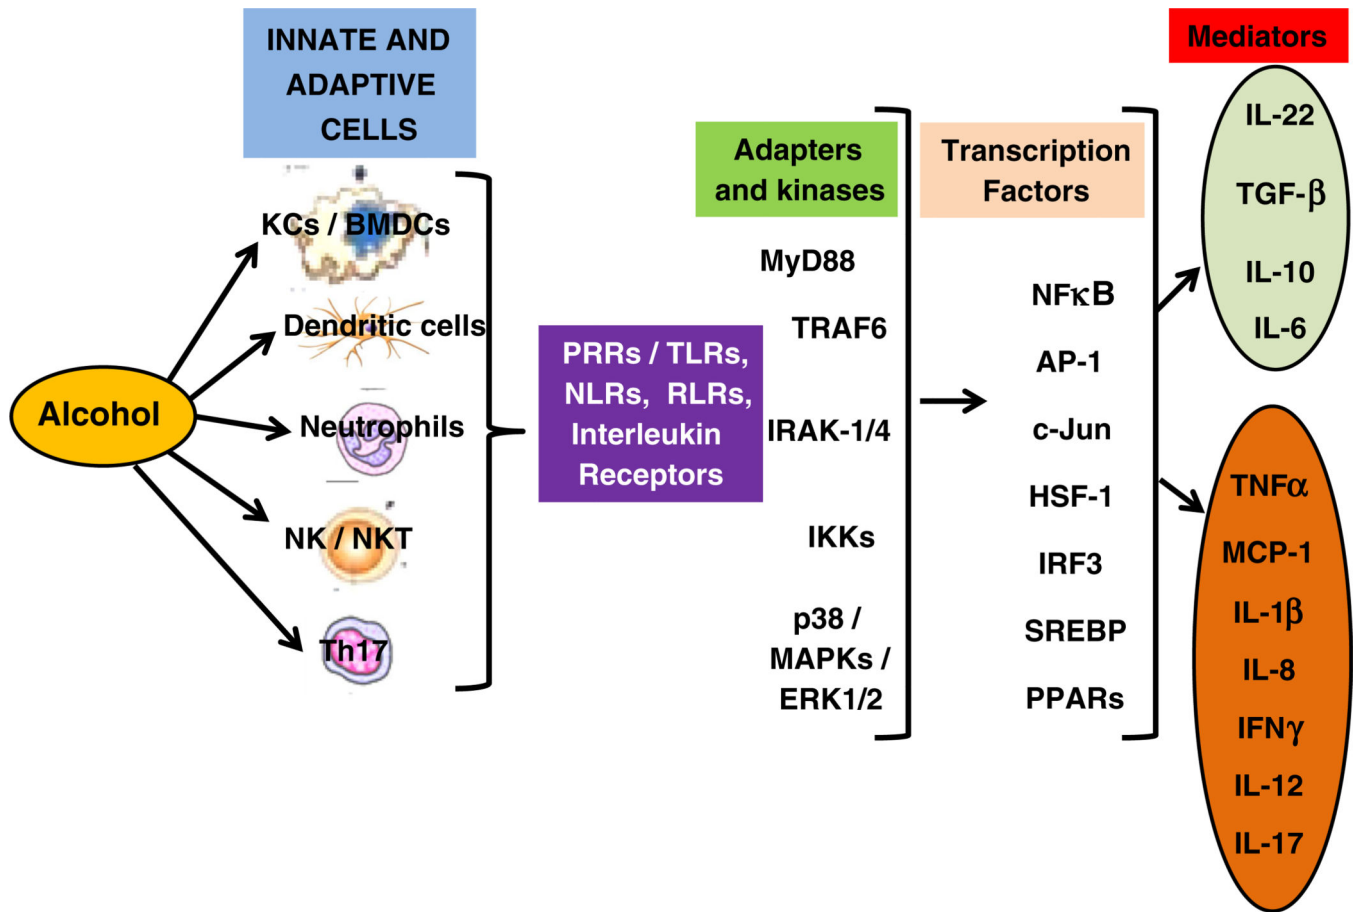 INNATE AND
ADAPTIVE
CELLS
Alcohol
KCs / BMDCs
Dendritic cells
Neutrophils
NK / NKT
Th17
PRRs / TLRs,
NLRs, RLRs,
Interleukin
Receptors
Adapters
and kinases
MyD88
TRAF6
IRAK-1/4
IKKs
p38 /
MAPKs /
ERK1/2
Transcription
Factors
NFκB
AP-1
c-Jun
HSF-1
IRF3
SREBP
PPARs
Mediators
IL-22
TGF-β
IL-10
IL-6
TNFα
MCP-1
IL-1β
IL-8
IFNγ
IL-12
IL-17